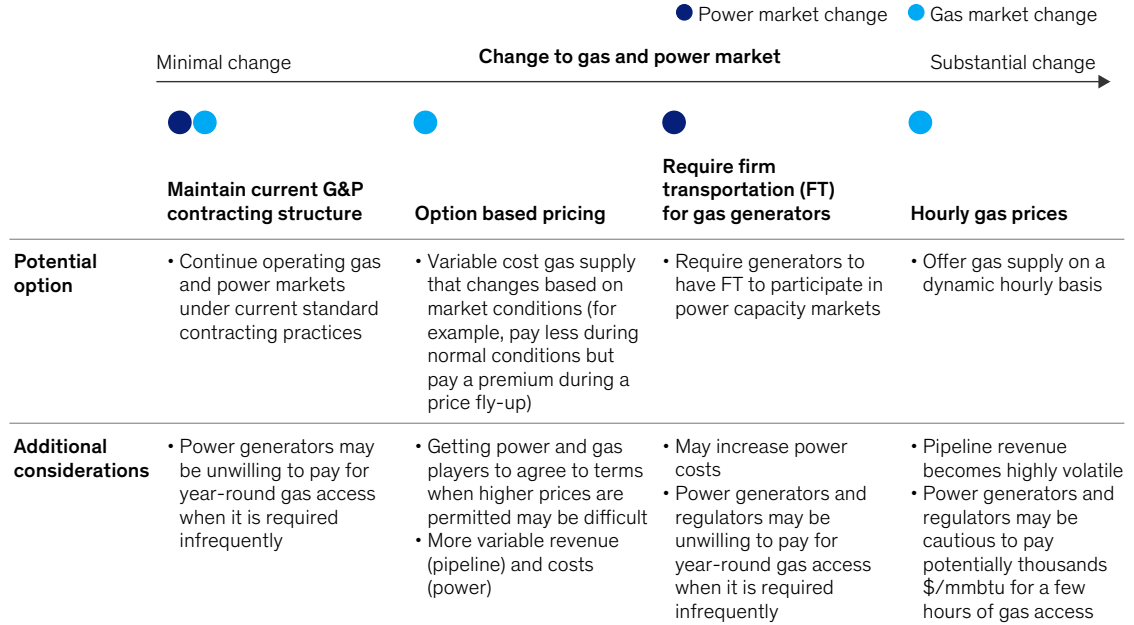 Power market change
Gas market change
Minimal change
Change to gas and power market
Substantial change
Maintain current G&P
contracting structure
Option based pricing
Require firm
transportation (FT)
for gas generators
Hourly gas prices
Potential
option
• Continue operating gas
and power markets
under current standard
contracting practices
• Variable cost gas supply
that changes based on
market conditions (for
example, pay less during
normal conditions but
pay a premium during a
price fly-up)
• Require generators to
have FT to participate in
power capacity markets
• Offer gas supply on a
dynamic hourly basis
Additional
considerations
• Power generators may
be unwilling to pay for
year-round gas access
when it is required
infrequently
• Getting power and gas
players to agree to terms
when higher prices are
permitted may be difficult
• More variable revenue
(pipeline) and costs
(power)
• May increase power
costs
• Power generators and
regulators may be
unwilling to pay for
year-round gas access
when it is required
infrequently
• Pipeline revenue
becomes highly volatile
• Power generators and
regulators may be
cautious to pay
potentially thousands
$/mmbtu for a few
hours of gas access